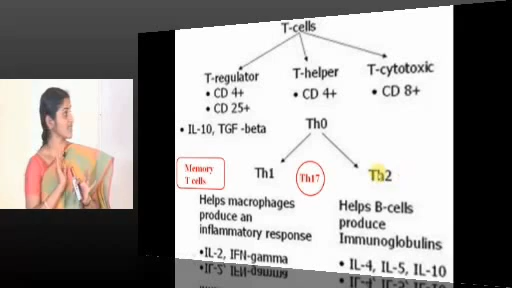 T-cells
T-regulator
• CD 4+
• CD 25+
• IL-10, TGF -beta
T-helper
• CD 4+
T-cytotoxic
• CD 8+
Th0
Memory
T cells
Th1
Th17
Th2
Helps macrophages
produce an
inflammatory response
• IL-2, IFN-gamma
Helps B-cells
produce
Immunoglobulins
• IL-4, IL-5, IL-10